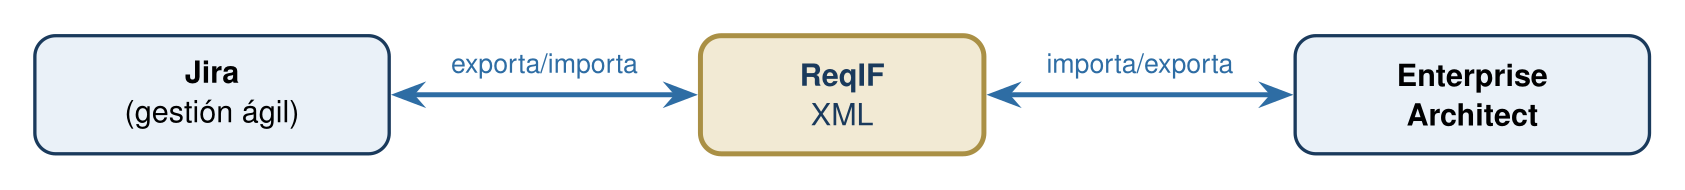 Jira
(gestión ágil)
exporta/importa
ReqIF
XML
importa/exporta
Enterprise
Architect